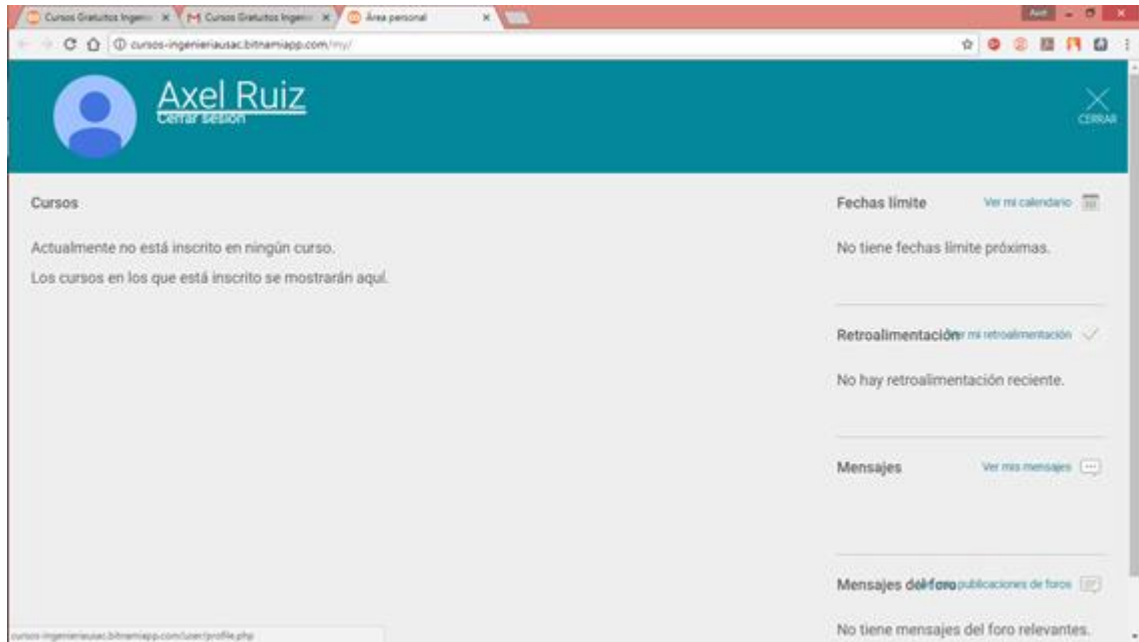 Cursos Gratuitos Ingeni
Cursos Gratuitos Ingeni
Área personal
Axel
cursos-ingenieriausac.bitnamiapp.com/my/
Axel Ruiz
Cerrar sesión
CERRAR
Cursos
Actualmente no está inscrito en ningún curso.
Los cursos en los que está inscrito se mostrarán aquí.
Fechas límite
Ver mi calendario
No tiene fechas límite próximas.
Retroalimentación
Ver mi retroalimentación
No hay retroalimentación reciente.
Mensajes
Ver mis mensajes
Mensajes del foro
publicaciones de foros
No tiene mensajes del foro relevantes.
cursos-ingenieriausac.bitnamiapp.com/user/profile.php